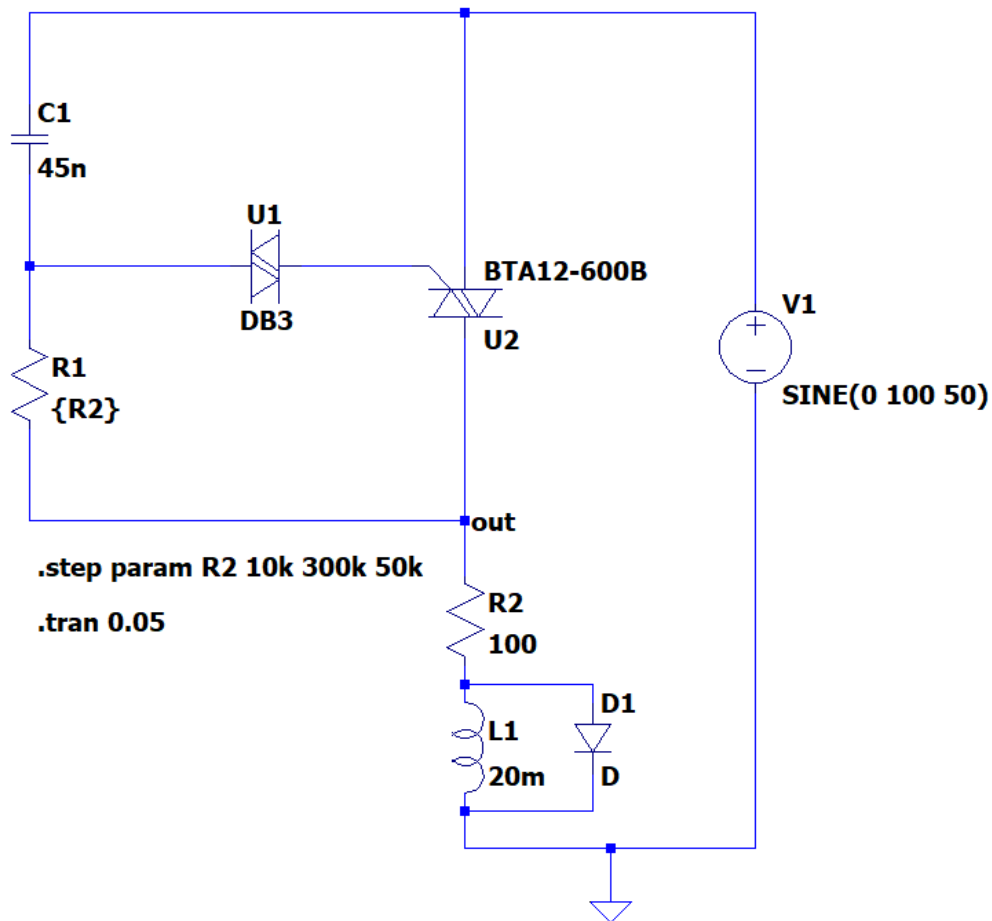 C1
45n
U1
DB3
BTA12-600B
U2
V1
SINE(0 100 50)
R1
{R2}
out
.step param R2 10k 300k 50k
.tran 0.05
R2
100
L1
20m
D1
D